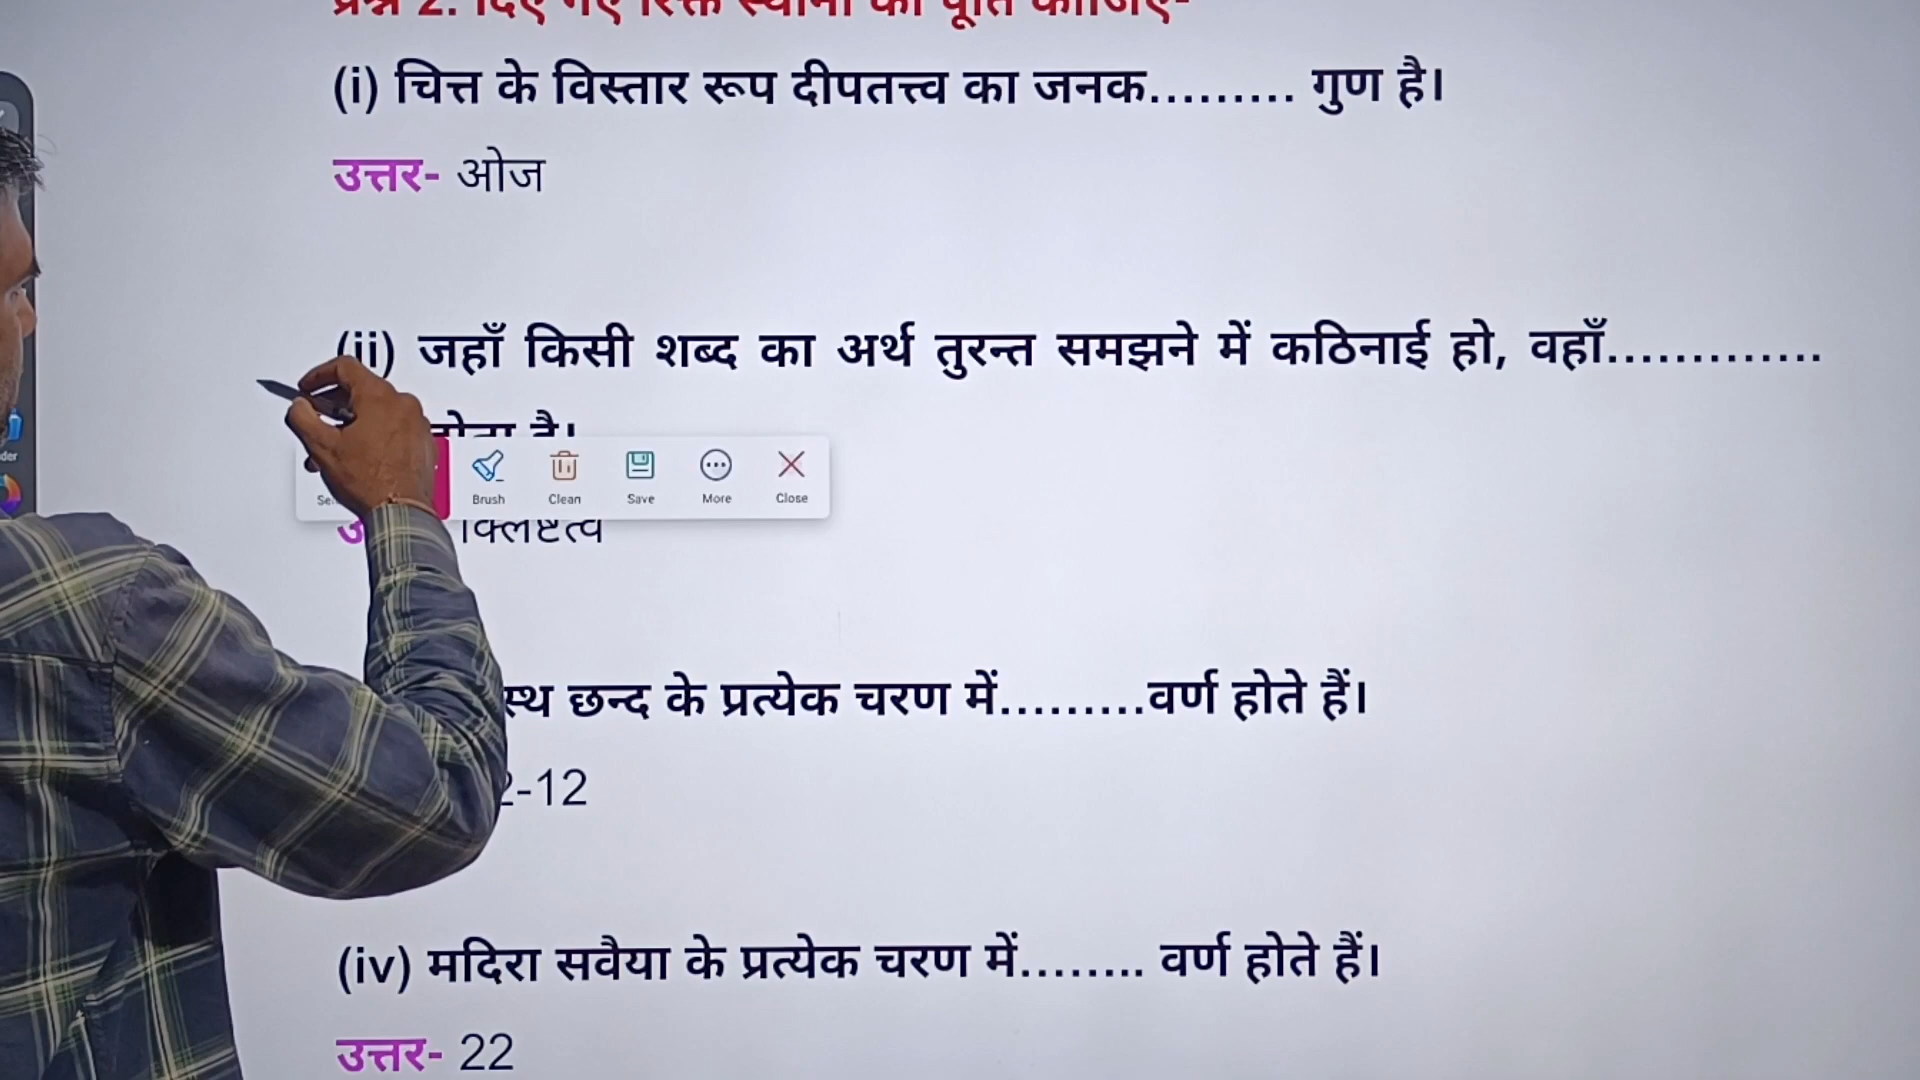 (i) चित्त के विस्तार रूप दीपतत्त्व का जनक......... गुण है।
उत्तर- ओज
(ii) जहाँ किसी शब्द का अर्थ तुरन्त समझने में कठिनाई हो, वहाँ.............
है।
Brush Clean Save More Close
क्लिष्टत्व
छन्द के प्रत्येक चरण में.........वर्ण होते हैं।
-12
(iv) मदिरा सवैया के प्रत्येक चरण में........ वर्ण होते हैं।
उत्तर- 22